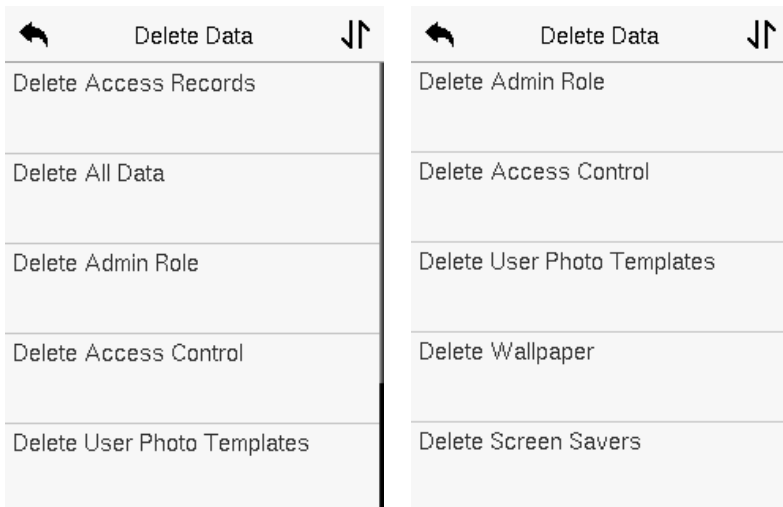 Delete Data
Delete Access Records
Delete All Data
Delete Admin Role
Delete Access Control
Delete User Photo Templates
Delete Data
Delete Admin Role
Delete Access Control
Delete User Photo Templates
Delete Wallpaper
Delete Screen Savers